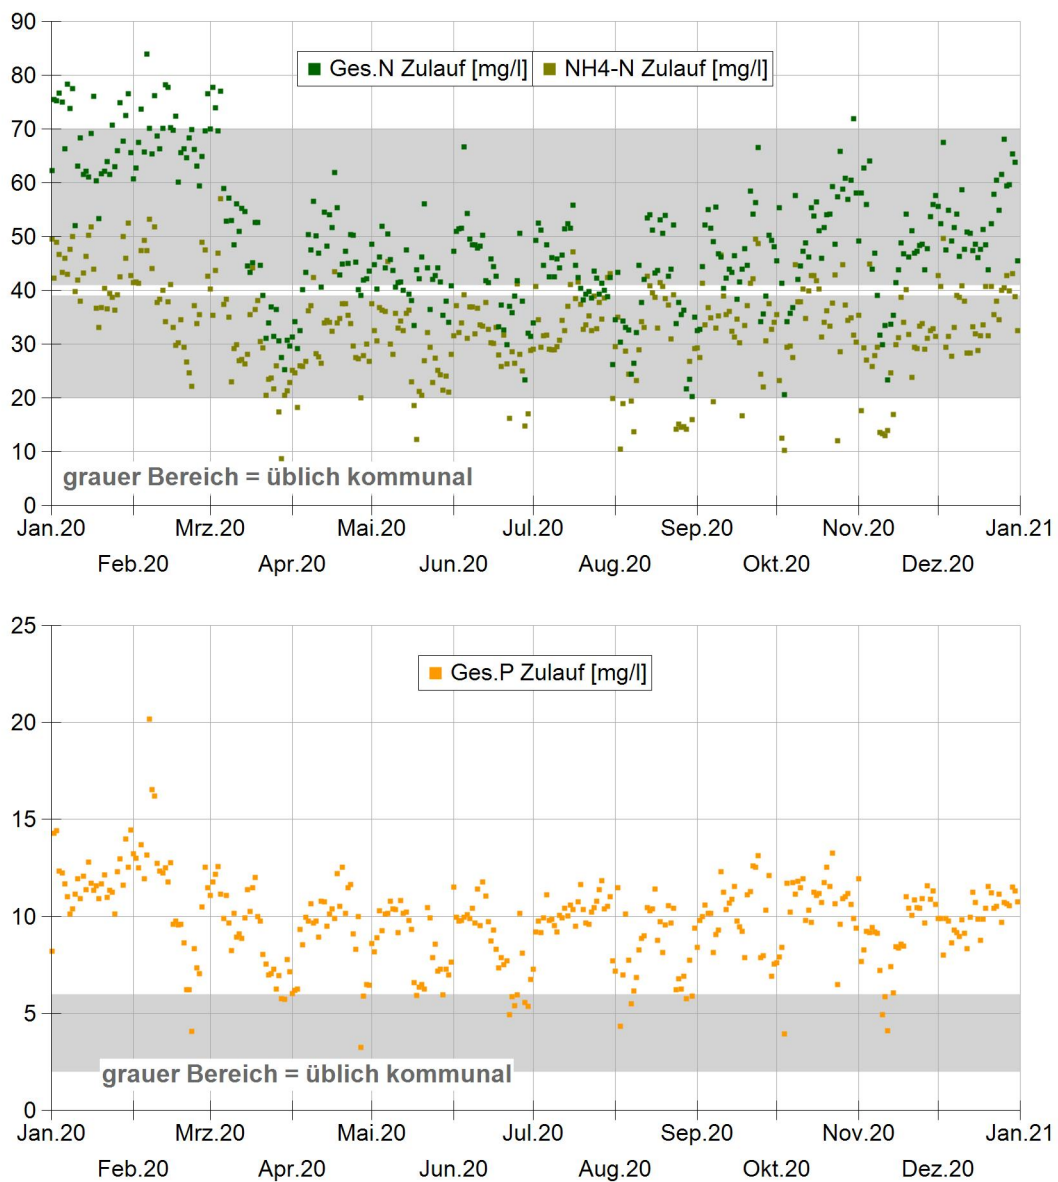 90
Ges.N Zulauf [mg/l] NH4-N Zulauf [mg/l]
80
70
60
50
40
30
20
10
grauer Bereich = üblich kommunal
0
Jan.20 Mrz.20 Mai.20 Jul.20 Sep.20 Nov.20 Jan.21
Feb.20 Apr.20 Jun.20 Aug.20 Okt.20 Dez.20
25
Ges.P Zulauf [mg/l]
20
15
10
5
grauer Bereich = üblich kommunal
0
Jan.20 Mrz.20 Mai.20 Jul.20 Sep.20 Nov.20 Jan.21
Feb.20 Apr.20 Jun.20 Aug.20 Okt.20 Dez.20